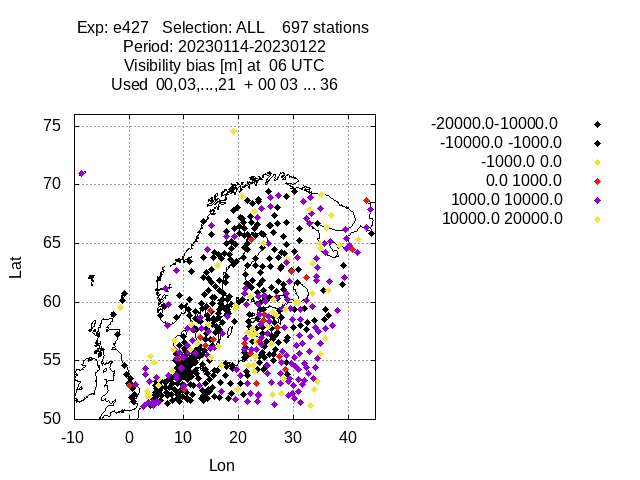 Exp: e427   Selection: ALL    697 stations
Period: 20230114-20230122
Visibility bias [m] at  06 UTC
Used  00,03,...,21  + 00 03 ... 36
-20000.0-10000.0
-10000.0 -1000.0
-1000.0 0.0
0.0 1000.0
1000.0 10000.0
10000.0 20000.0
75
70
65
60
55
50
Lat
-10 0 10 20 30 40
Lon